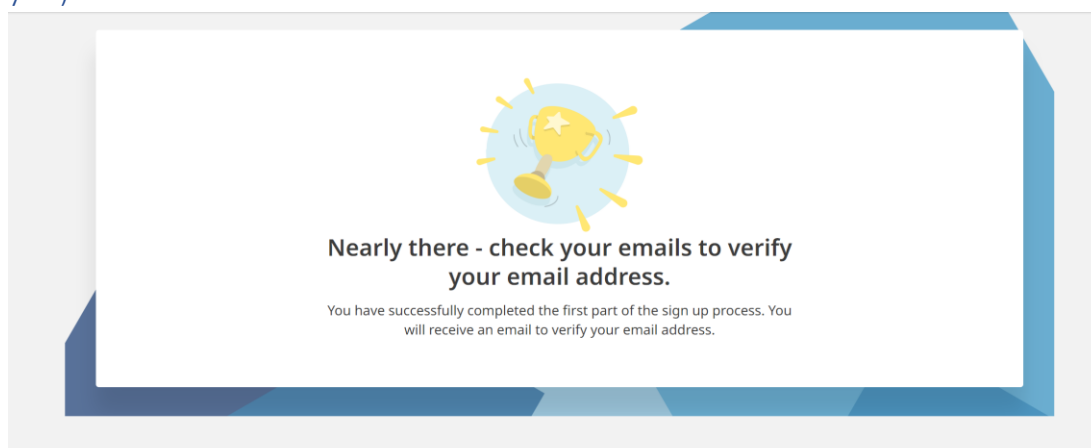 Nearly there - check your emails to verify
your email address.
You have successfully completed the first part of the sign up process. You
will receive an email to verify your email address.